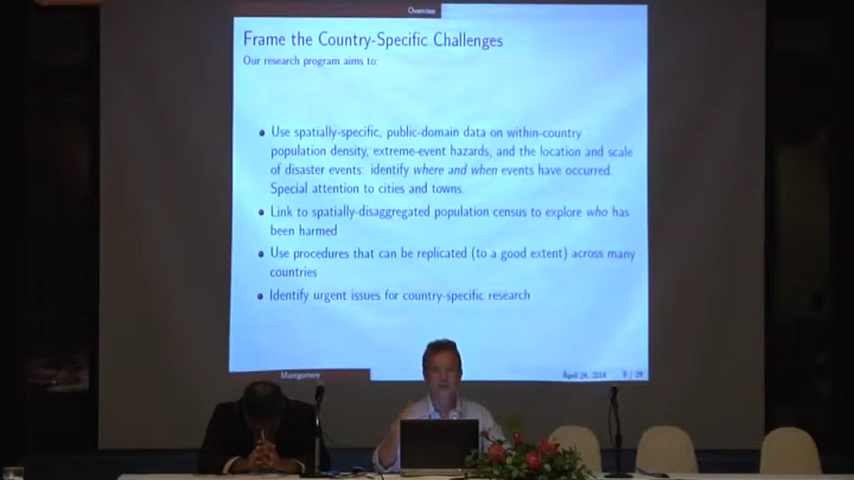 Overview
Frame the Country-Specific Challenges
Our research program aims to:
Use spatially-specific, public-domain data on within-country
population density, extreme-event hazards, and the location and scale
of disaster events: identify where and when events have occurred.
Special attention to cities and towns.
Link to spatially-disaggregated population census to explore who has
been harmed
Use procedures that can be replicated (to a good extent) across many
countries
Identify urgent issues for country-specific research
Montgomery
April 24, 2014